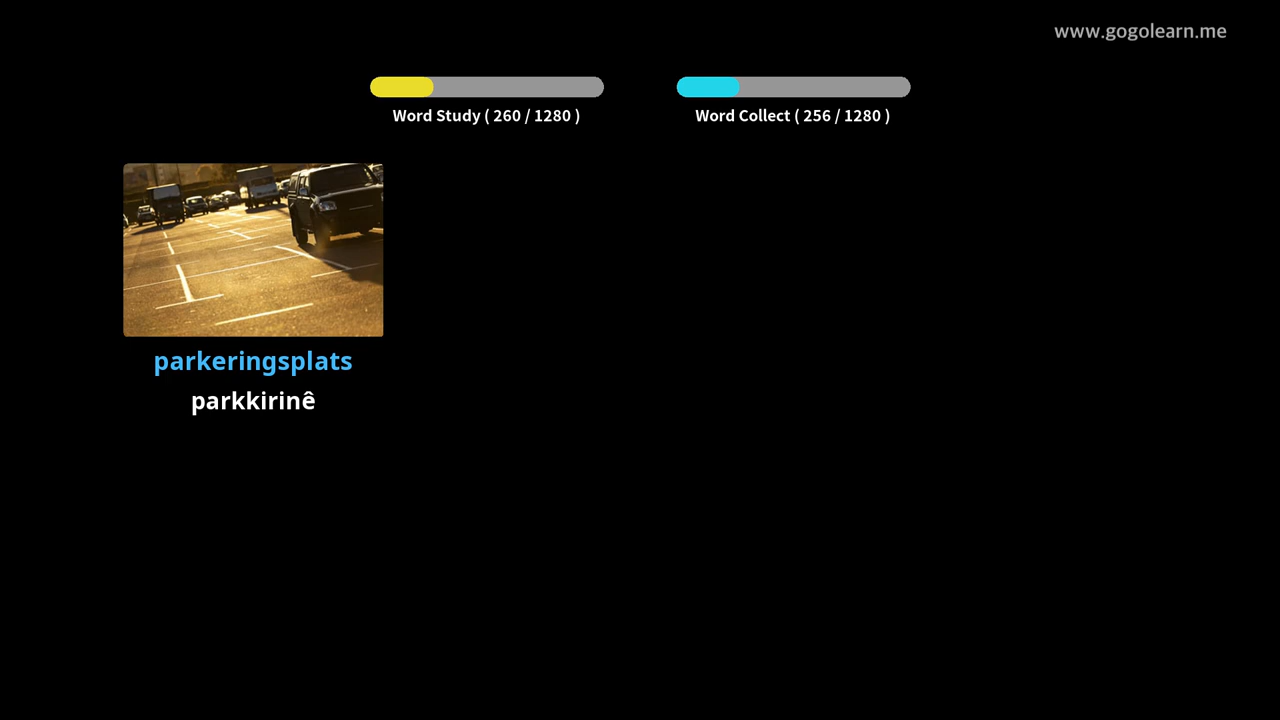 www.gogolearn.me
Word Study ( 260 / 1280 )
Word Collect ( 256 / 1280 )
parkeringsplats
parkkirinê